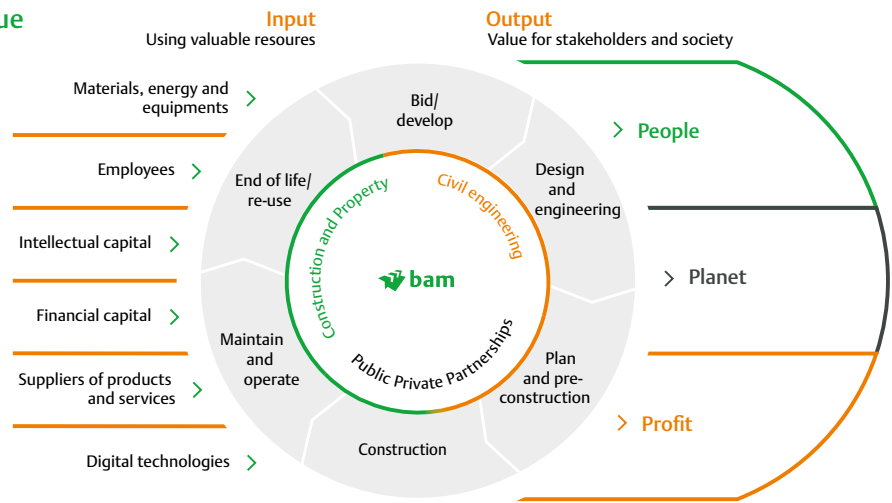 ue
Input
Using valuable resoures
Output
Value for stakeholders and society
Materials, energy and
equipments
Employees
Intellectual capital
Financial capital
Suppliers of products
and services
Digital technologies
Bid/
develop
Design
and
engineering
Plan
and pre-
construction
Construction
Maintain
and
operate
End of life/
re-use
Construction and Property
Civil engineering
Public Private Partnerships
bam
People
Planet
Profit